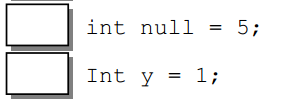 int null = 5;
Int y = 1;